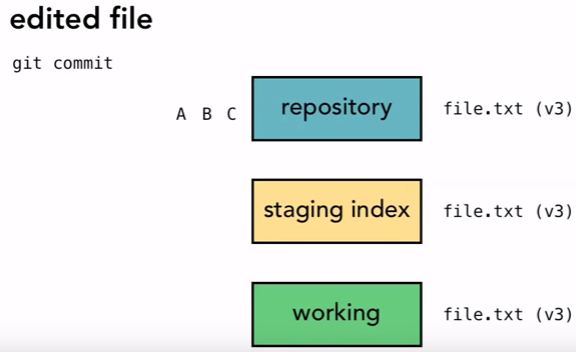 edited file
git commit
A B C repository file.txt (v3)
staging index file.txt (v3)
working file.txt (v3)